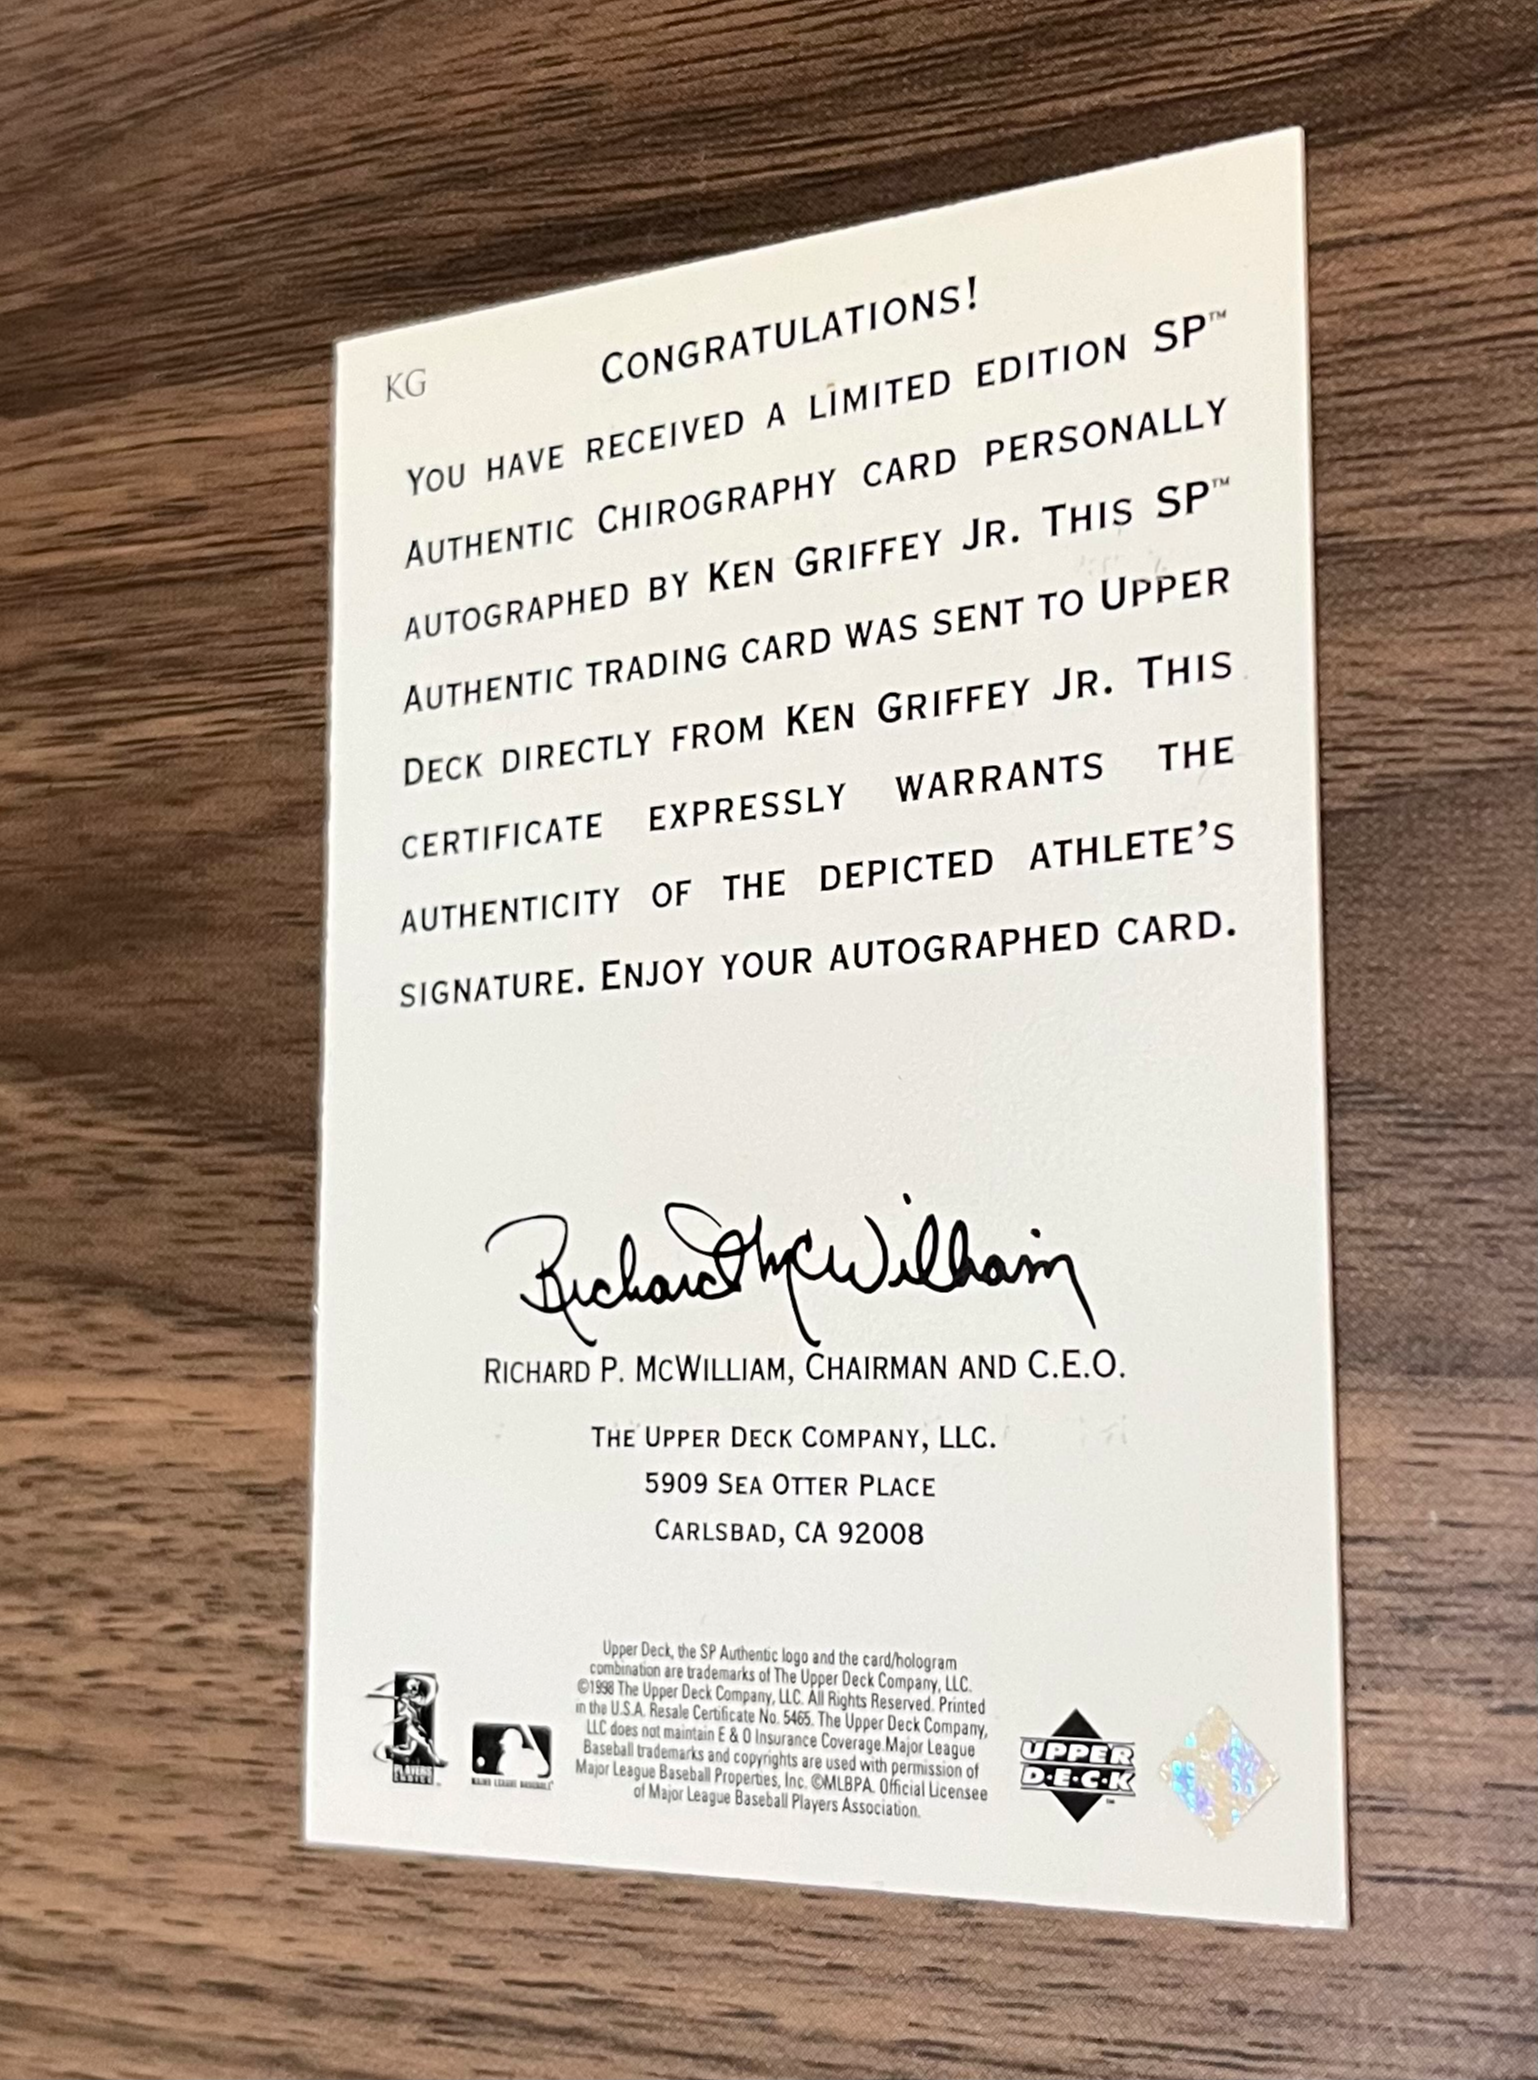 KG
CONGRATULATIONS!
YOU HAVE RECEIVED A LIMITED EDITION SP™
AUTHENTIC CHIROGRAPHY CARD PERSONALLY
AUTOGRAPHED BY KEN GRIFFEY JR. THIS SP™
AUTHENTIC TRADING CARD WAS SENT TO UPPER
DECK DIRECTLY FROM KEN GRIFFEY JR. THIS
CERTIFICATE EXPRESSLY WARRANTS THE
AUTHENTICITY OF THE DEPICTED ATHLETE'S
SIGNATURE. ENJOY YOUR AUTOGRAPHED CARD.
Richard McWilliam
RICHARD P. MCWILLIAM, CHAIRMAN AND C.E.O.
THE UPPER DECK COMPANY, LLC.
5909 SEA OTTER PLACE
CARLSBAD, CA 92008
Upper Deck, the SP Authentic logo and the card/hologram
combination are trademarks of The Upper Deck Company, LLC.
©1998 The Upper Deck Company, LLC. All Rights Reserved. Printed
in the U.S.A. Resale Certificate No. 5465. The Upper Deck Company,
LLC does not maintain E & O Insurance Coverage. Major League
Baseball trademarks and copyrights are used with permission of
Major League Baseball Properties, Inc. ©MLBPA. Official Licensee
of Major League Baseball Players Association.
PLAYERS
CHOICE™
MAJOR LEAGUE BASEBALL
UPPER
D·E·C·K™